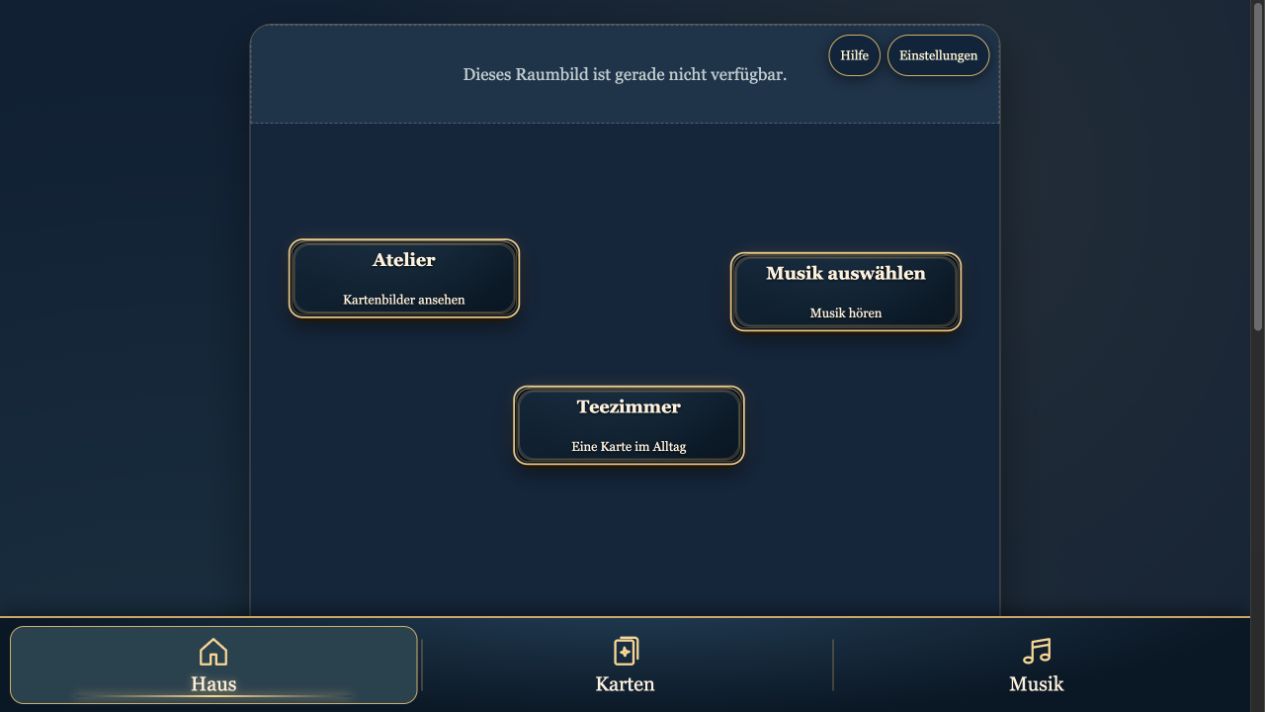 Dieses Raumbild ist gerade nicht verfügbar.
Hilfe
Einstellungen
Atelier
Kartenbilder ansehen
Musik auswählen
Musik hören
Teezimmer
Eine Karte im Alltag
Haus
Karten
Musik